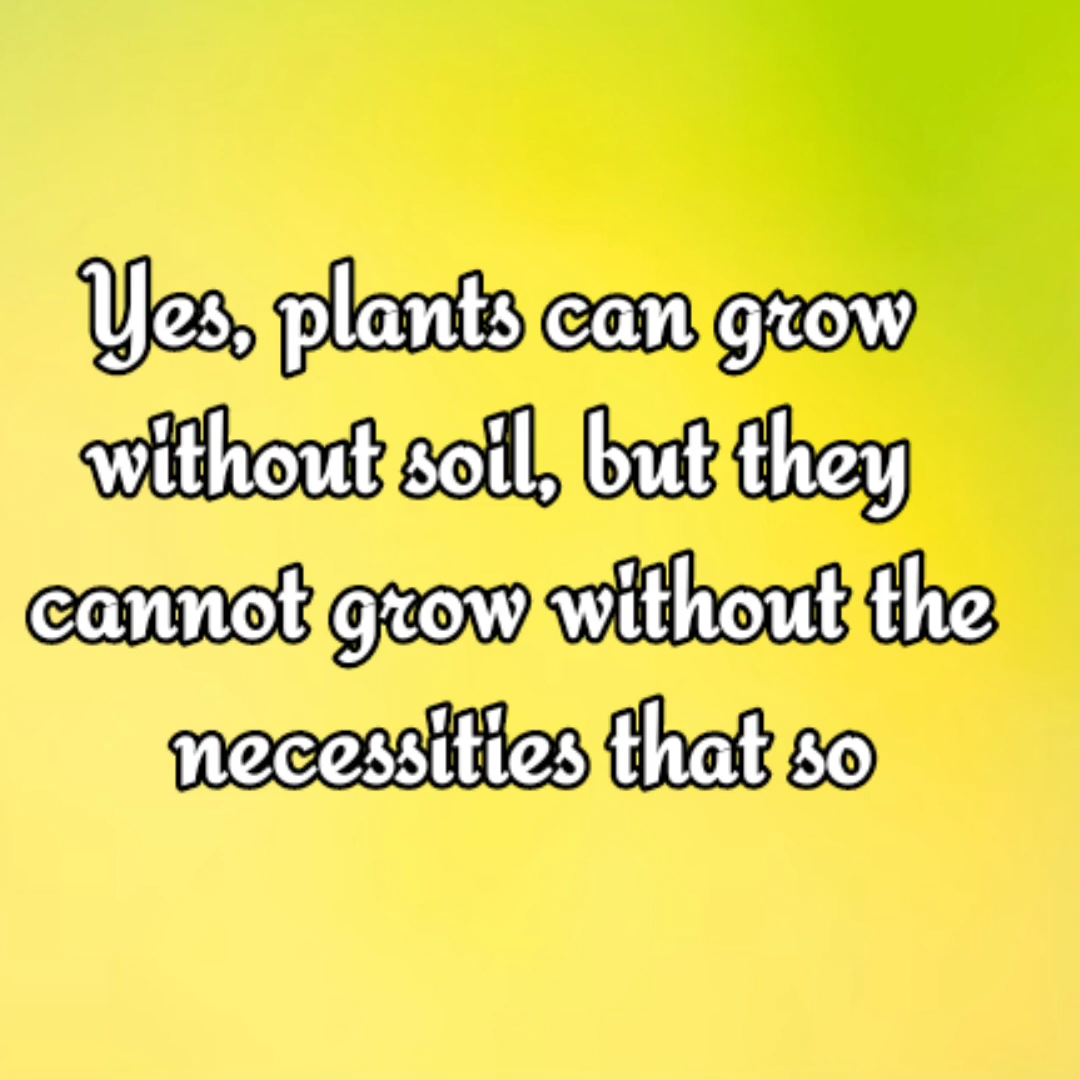 Yes, plants can grow
without soil, but they
cannot grow without the
necessities that so